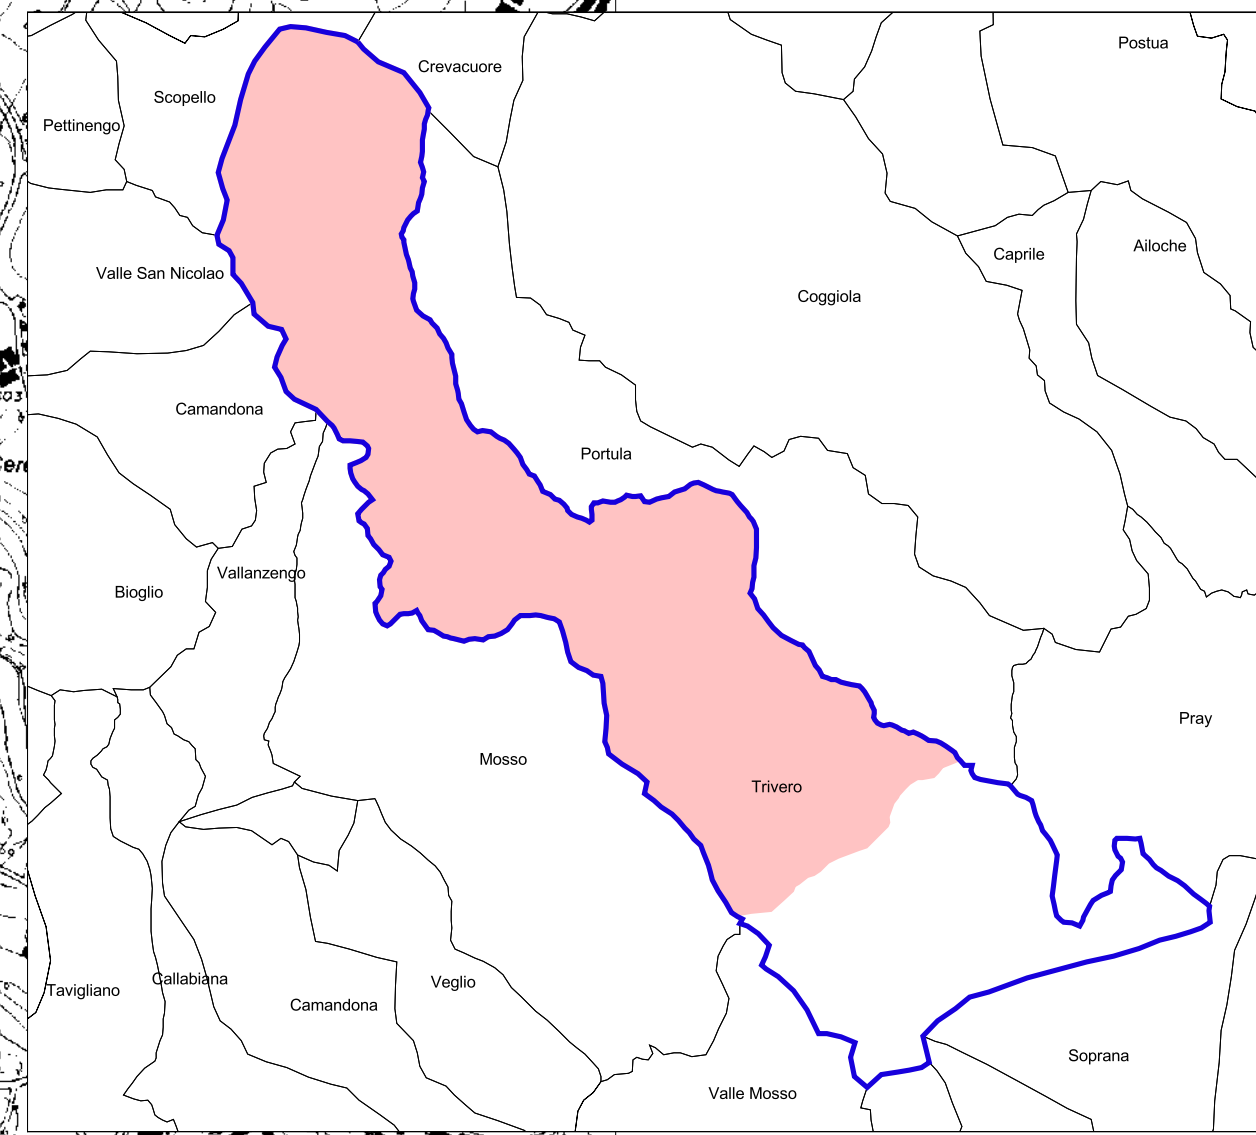 Postua
Crevacuore
Scopello
Pettinengo
Ailoche
Caprile
Valle San Nicolao
Coggiola
Camandona
Portula
Vallanzengo
Bioglio
Pray
Mosso
Trivero
Callabiana
Veglio
Tavigliano
Camandona
Soprana
Valle Mosso